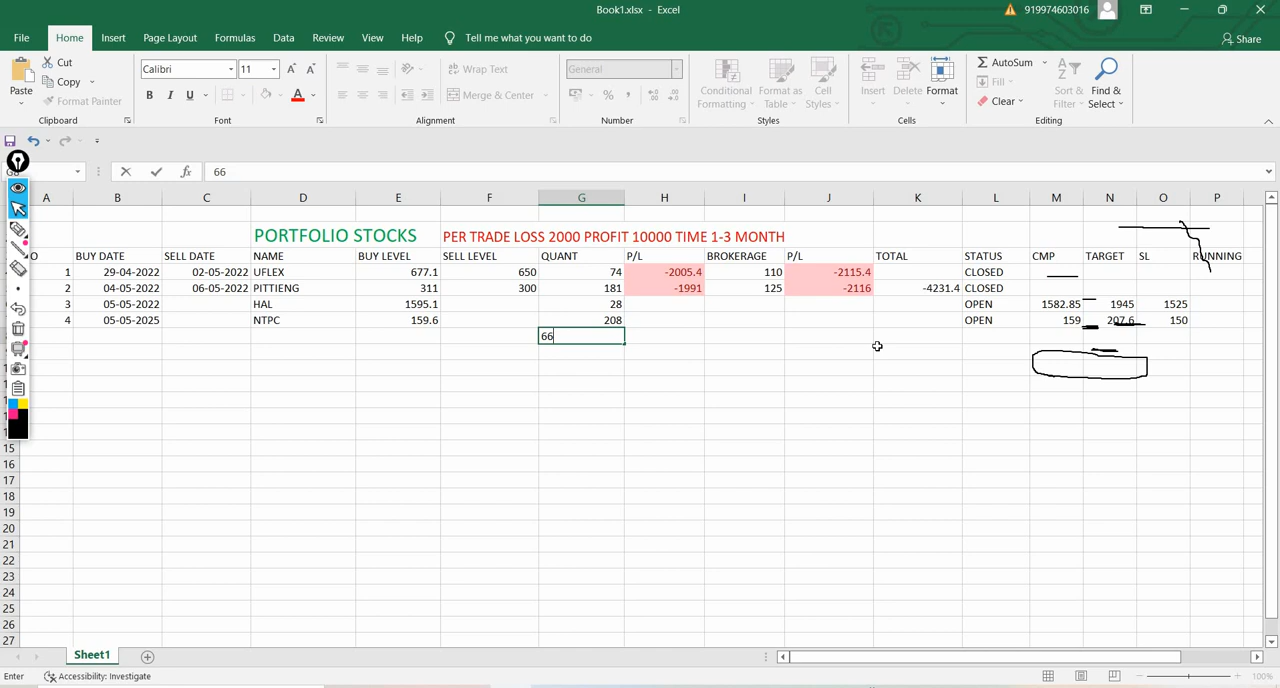 Book1.xlsx - Excel
919974603016
File Home Insert Page Layout Formulas Data Review View Help Tell me what you want to do Share
Paste Cut Copy Format Painter Clipboard
Calibri 11 B I U A Font
Wrap Text Merge & Center Alignment
General % , Number
Conditional Formatting Format as Table Cell Styles Styles
Insert Delete Format Cells
AutoSum Fill Clear Sort & Filter Find & Select Editing
fx 66
A B C D E F G H I J K L M N O P
PORTFOLIO STOCKS PER TRADE LOSS 2000 PROFIT 10000 TIME 1-3 MONTH
O BUY DATE SELL DATE NAME BUY LEVEL SELL LEVEL QUANT P/L BROKERAGE P/L TOTAL STATUS CMP TARGET SL RUNNING
1 29-04-2022 02-05-2022 UFLEX 677.1 650 74 -2005.4 110 -2115.4 CLOSED
2 04-05-2022 06-05-2022 PITTIENG 311 300 181 -1991 125 -2116 -4231.4 CLOSED
3 05-05-2022 HAL 1595.1 28 OPEN 1582.85 1945 1525
4 05-05-2025 NTPC 159.6 208 OPEN 159 207.6 150
66
15
16
17
18
19
20
21
22
23
24
25
26
27
Sheet1
Enter Accessibility: Investigate 100%